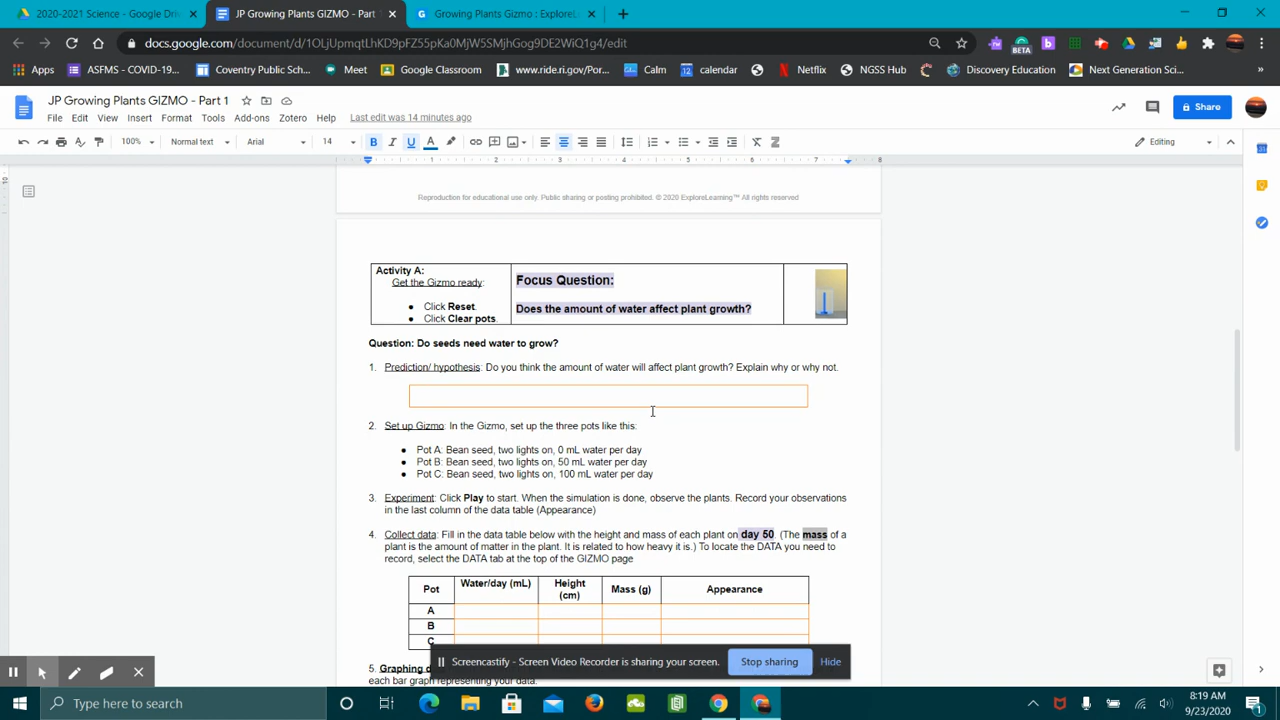 2020-2021 Science - Google Driv
JP Growing Plants GIZMO - Part 1
Growing Plants Gizmo : ExploreLe
docs.google.com/document/d/1OLjUpmqtLhKD9pFZ55pKa0MjW5SMjhGog9DE2WiQ1g4/edit
BETA
Apps ASFMS - COVID-19... Coventry Public Sch... Meet Google Classroom www.ride.ri.gov/Por... Calm calendar Netflix NGSS Hub Discovery Education Next Generation Sci...
JP Growing Plants GIZMO - Part 1
File Edit View Insert Format Tools Add-ons Zotero Help Last edit was 14 minutes ago
Share
100% Normal text Arial 14 Editing
1 2 3 4 5 6 7 8
Reproduction for educational use only. Public sharing or posting prohibited. © 2020 ExploreLearning™ All rights reserved
Activity A:
Get the Gizmo ready:
● Click Reset.
● Click Clear pots.
Focus Question:
Does the amount of water affect plant growth?
Question: Do seeds need water to grow?
1. Prediction/ hypothesis: Do you think the amount of water will affect plant growth? Explain why or why not.
2. Set up Gizmo: In the Gizmo, set up the three pots like this:
● Pot A: Bean seed, two lights on, 0 mL water per day
● Pot B: Bean seed, two lights on, 50 mL water per day
● Pot C: Bean seed, two lights on, 100 mL water per day
3. Experiment: Click Play to start. When the simulation is done, observe the plants. Record your observations
in the last column of the data table (Appearance)
4. Collect data: Fill in the data table below with the height and mass of each plant on day 50. (The mass of a
plant is the amount of matter in the plant. It is related to how heavy it is.) To locate the DATA you need to
record, select the DATA tab at the top of the GIZMO page
Pot Water/day (mL) Height (cm) Mass (g) Appearance
A
B
C
5. Graphing d
each bar graph representing your data.
Screencastify - Screen Video Recorder is sharing your screen. Stop sharing Hide
Type here to search
8:19 AM
9/23/2020